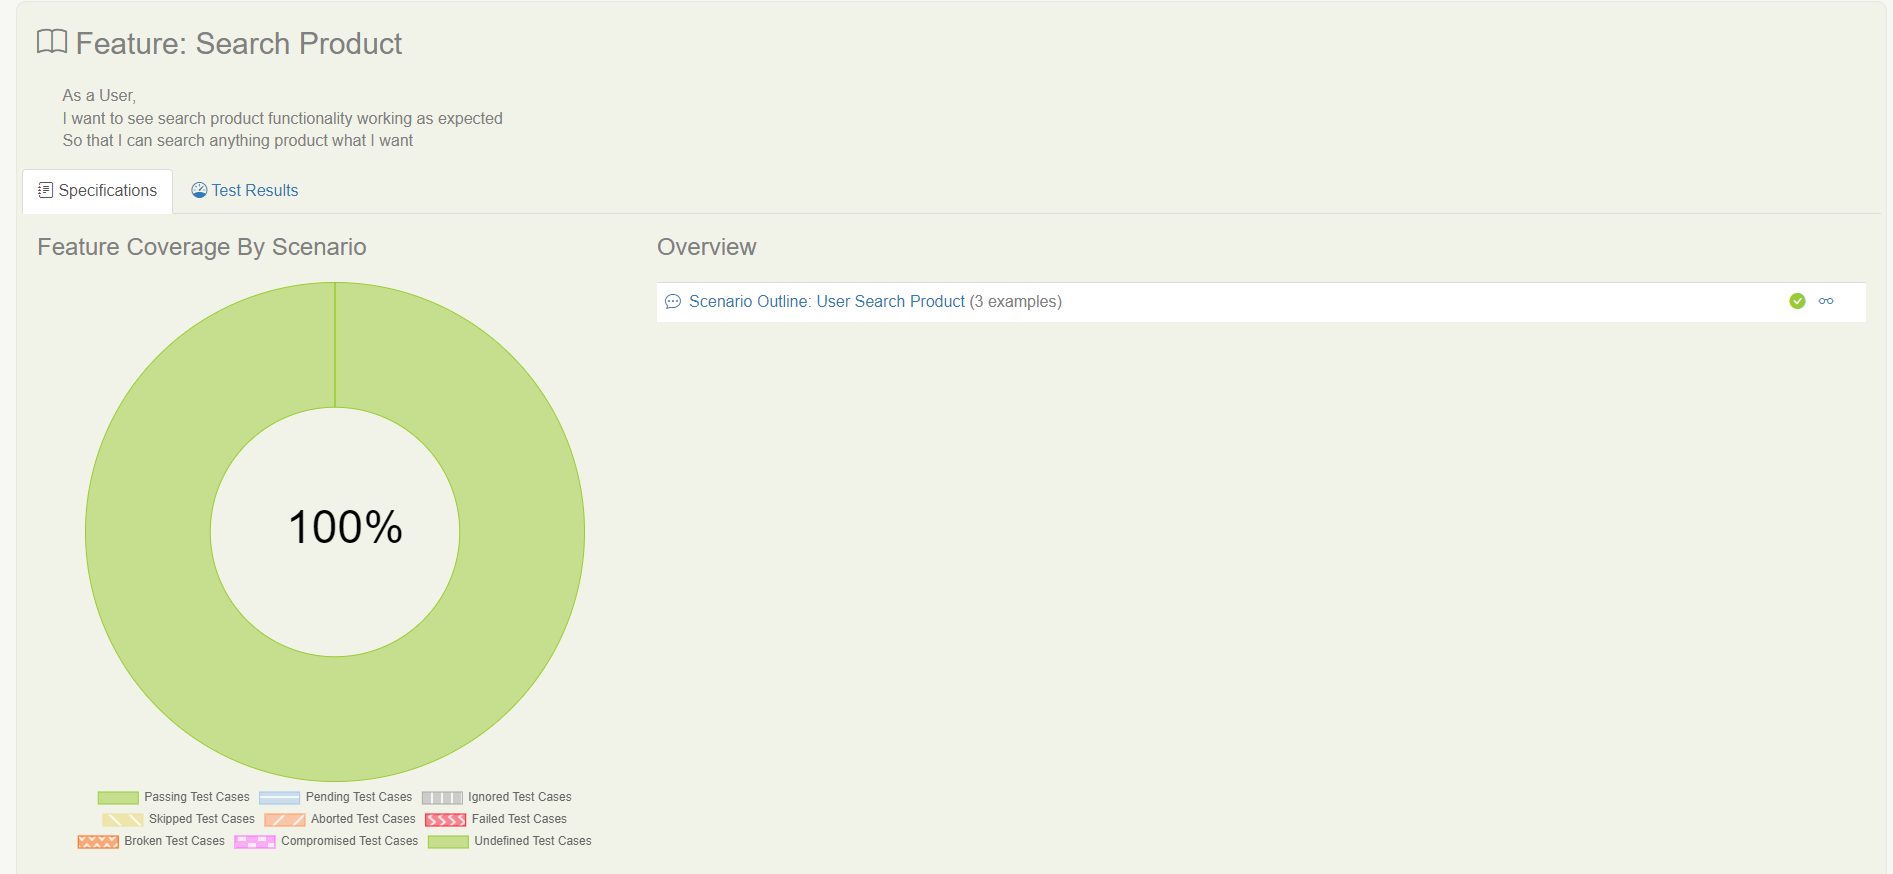 Feature: Search Product
As a User,
I want to see search product functionality working as expected
So that I can search anything product what I want
Specifications
Test Results
Feature Coverage By Scenario
100%
Passing Test Cases
Pending Test Cases
Ignored Test Cases
Skipped Test Cases
Aborted Test Cases
Failed Test Cases
Broken Test Cases
Compromised Test Cases
Undefined Test Cases
Overview
Scenario Outline: User Search Product (3 examples)